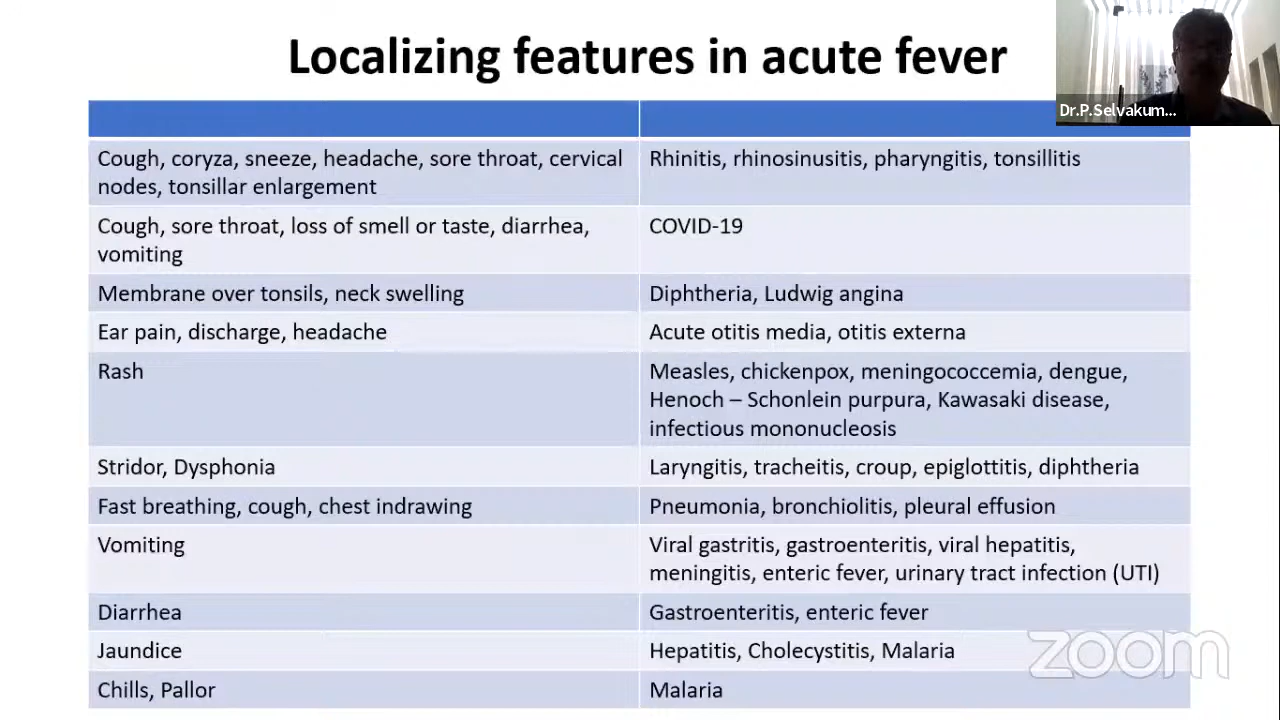 Localizing features in acute fever
Dr.P.Selvakum...
Cough, coryza, sneeze, headache, sore throat, cervical
nodes, tonsillar enlargement
Rhinitis, rhinosinusitis, pharyngitis, tonsillitis
Cough, sore throat, loss of smell or taste, diarrhea,
vomiting
COVID-19
Membrane over tonsils, neck swelling
Diphtheria, Ludwig angina
Ear pain, discharge, headache
Acute otitis media, otitis externa
Rash
Measles, chickenpox, meningococcemia, dengue,
Henoch – Schonlein purpura, Kawasaki disease,
infectious mononucleosis
Stridor, Dysphonia
Laryngitis, tracheitis, croup, epiglottitis, diphtheria
Fast breathing, cough, chest indrawing
Pneumonia, bronchiolitis, pleural effusion
Vomiting
Viral gastritis, gastroenteritis, viral hepatitis,
meningitis, enteric fever, urinary tract infection (UTI)
Diarrhea
Gastroenteritis, enteric fever
Jaundice
Hepatitis, Cholecystitis, Malaria
Chills, Pallor
Malaria
zoom